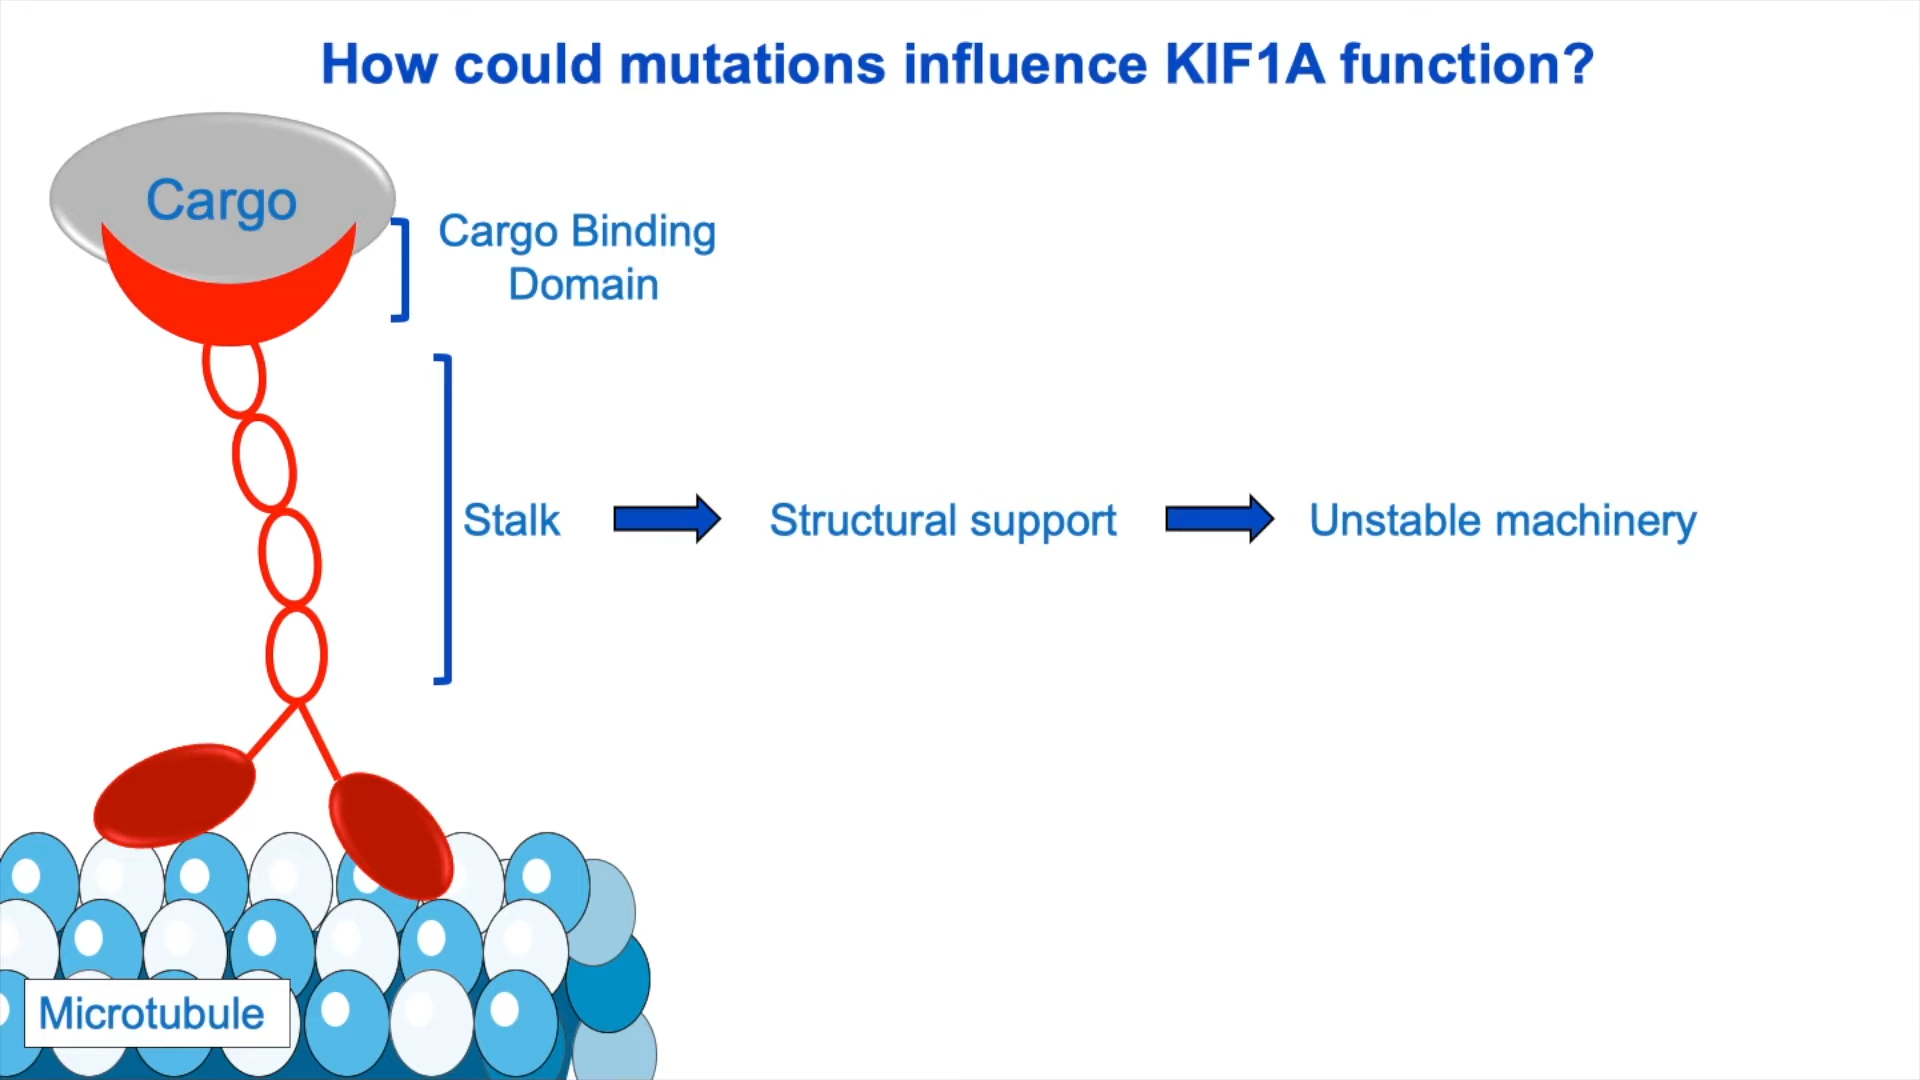 How could mutations influence KIF1A function?
Cargo
Cargo Binding
Domain
Stalk
Structural support
Unstable machinery
Microtubule